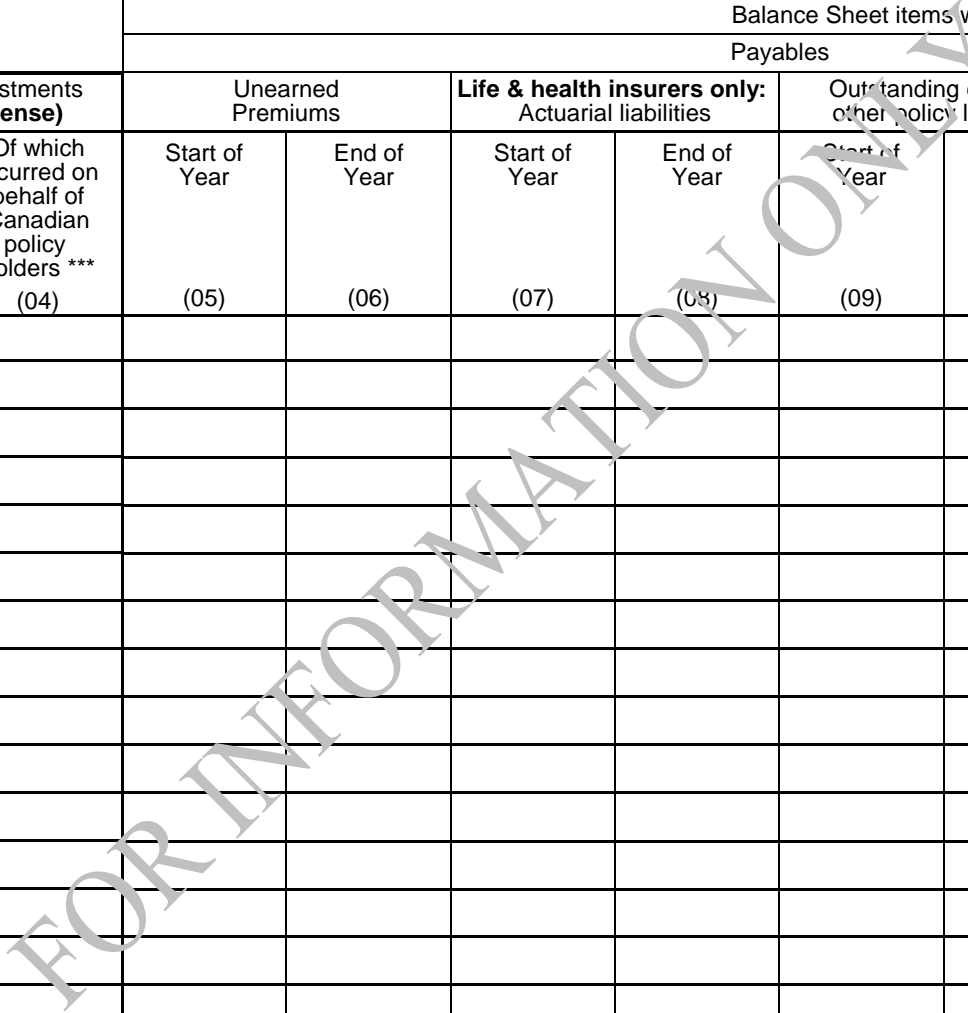 Balance Sheet items w
Payables
stments
ense)
Unearned
Premiums
Life & health insurers only:
Actuarial liabilities
Outstanding
other policy l
Of which
curred on
behalf of
Canadian
policy
olders ***
(04)
Start of
Year
(05)
End of
Year
(06)
Start of
Year
(07)
End of
Year
(08)
Start of
Year
(09)
FOR INFORMATION ONLY